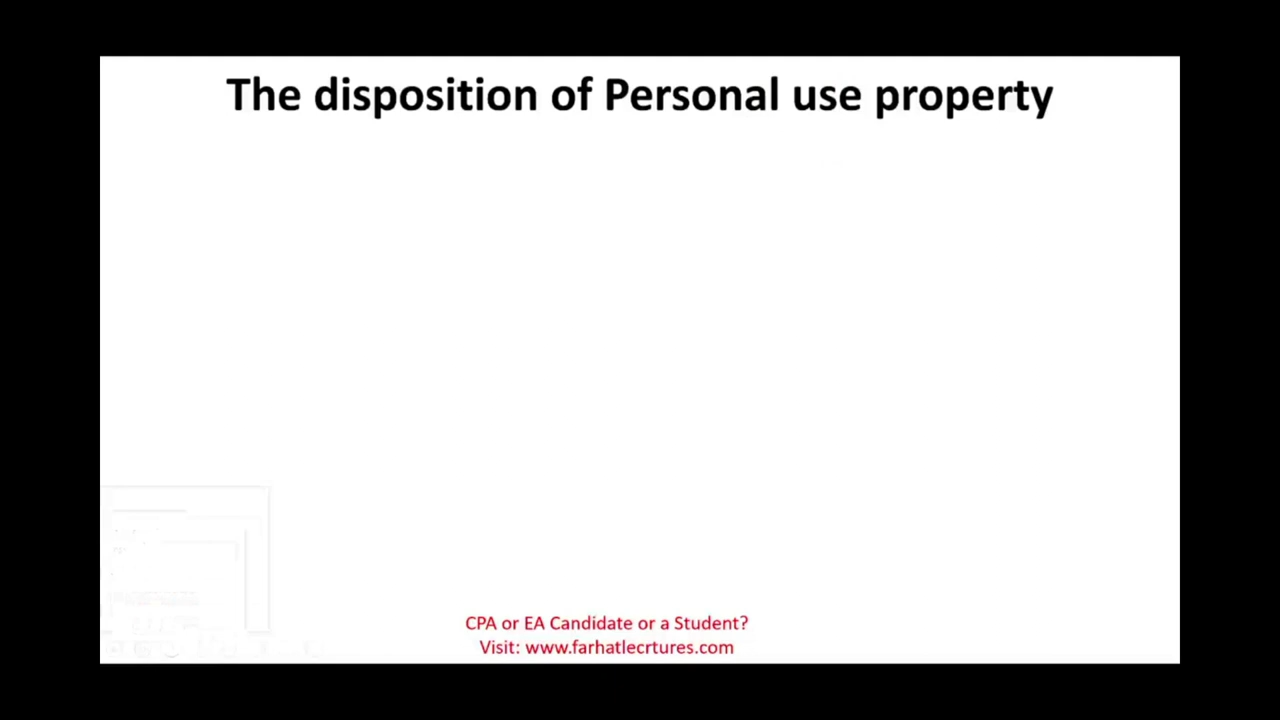 The disposition of Personal use property
CPA or EA Candidate or a Student?
Visit: www.farhatlecrtures.com